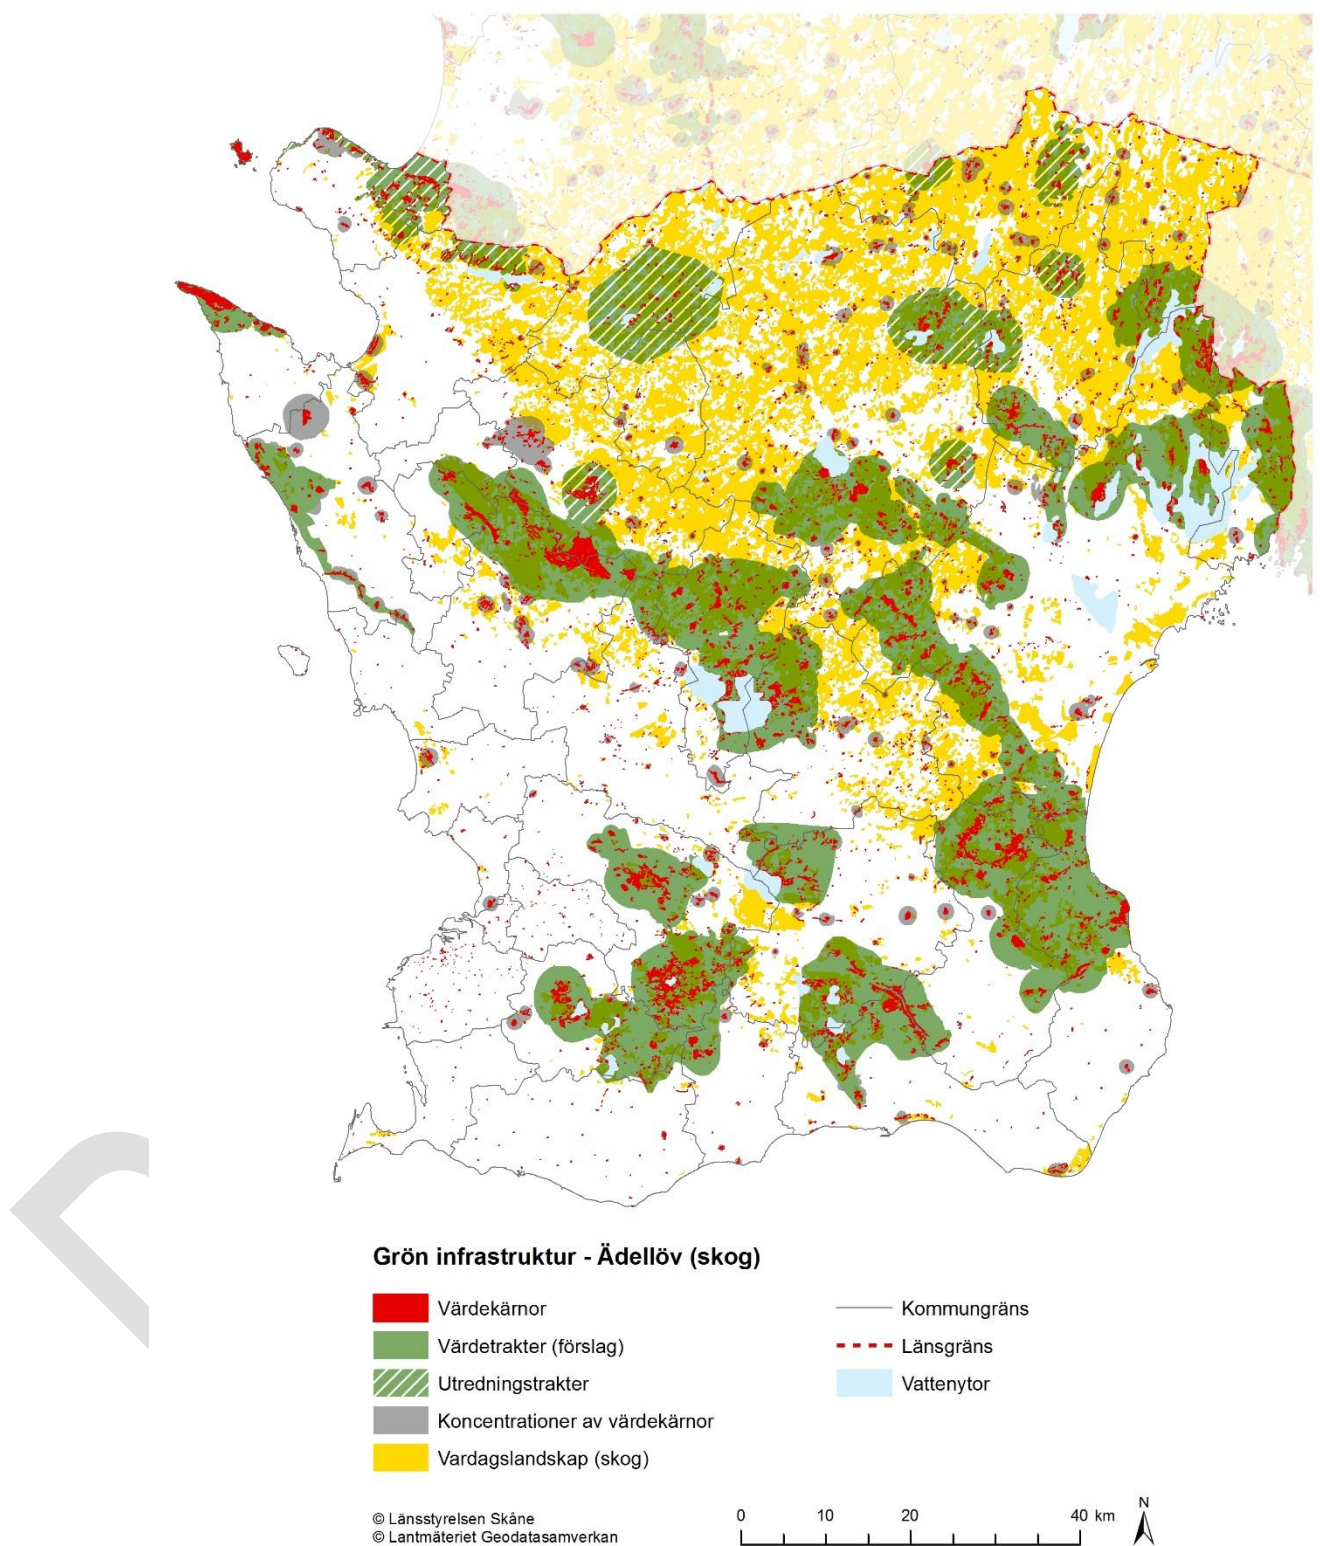 Grön infrastruktur - Ädellöv (skog)
Värdekärnor
Värdetrakter (förslag)
Utredningstrakter
Koncentrationer av värdekärnor
Vardagslandskap (skog)
Kommungräns
Länsgräns
Vattenytor
© Länsstyrelsen Skåne
© Lantmäteriet Geodatasamverkan
0 10 20 40 km
N